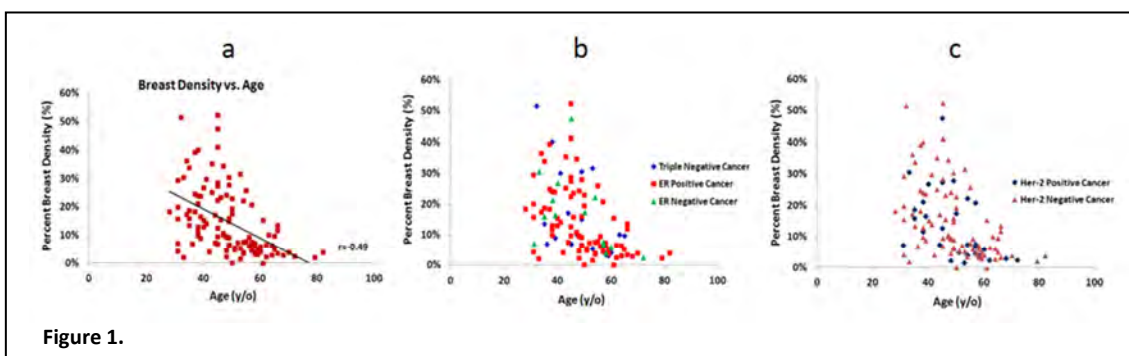 a
b
c
Breast Density vs. Age
Percent Breast Density (%)
60%
50%
40%
30%
20%
10%
0%
0
20
40
60
80
100
Age (y/o)
r=-0.49
Percent Breast Density (%)
60%
50%
40%
30%
20%
10%
0%
0
20
40
60
80
100
Age (y/o)
Triple Negative Cancer
ER Positive Cancer
ER Negative Cancer
Percent Breast Density (%)
60%
50%
40%
30%
20%
10%
0%
0
20
40
60
80
100
Age (y/o)
Her-2 Positive Cancer
Her-2 Negative Cancer
Figure 1.